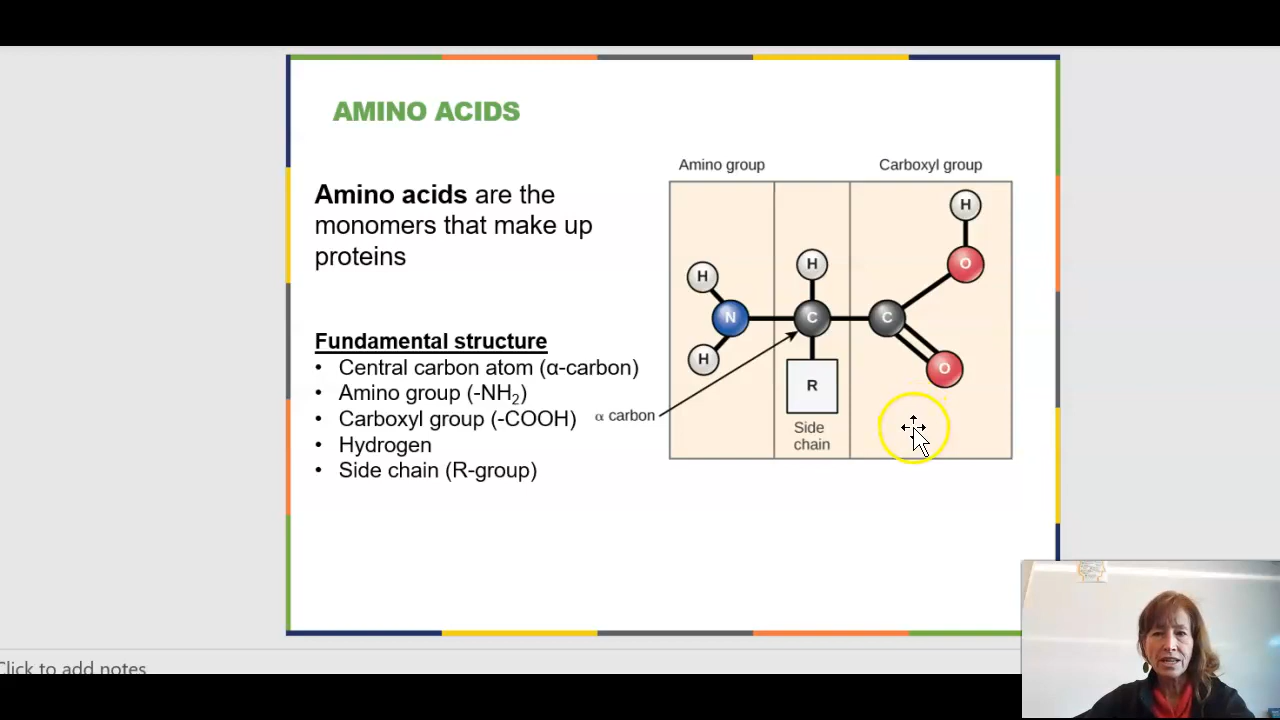 AMINO ACIDS
Amino acids are the
monomers that make up
proteins
Fundamental structure
• Central carbon atom (α-carbon)
• Amino group (-NH₂)
• Carboxyl group (-COOH)
• Hydrogen
• Side chain (R-group)
Amino group
Carboxyl group
H
O
H
H
N
C
C
H
O
R
α carbon
Side
chain
Click to add notes